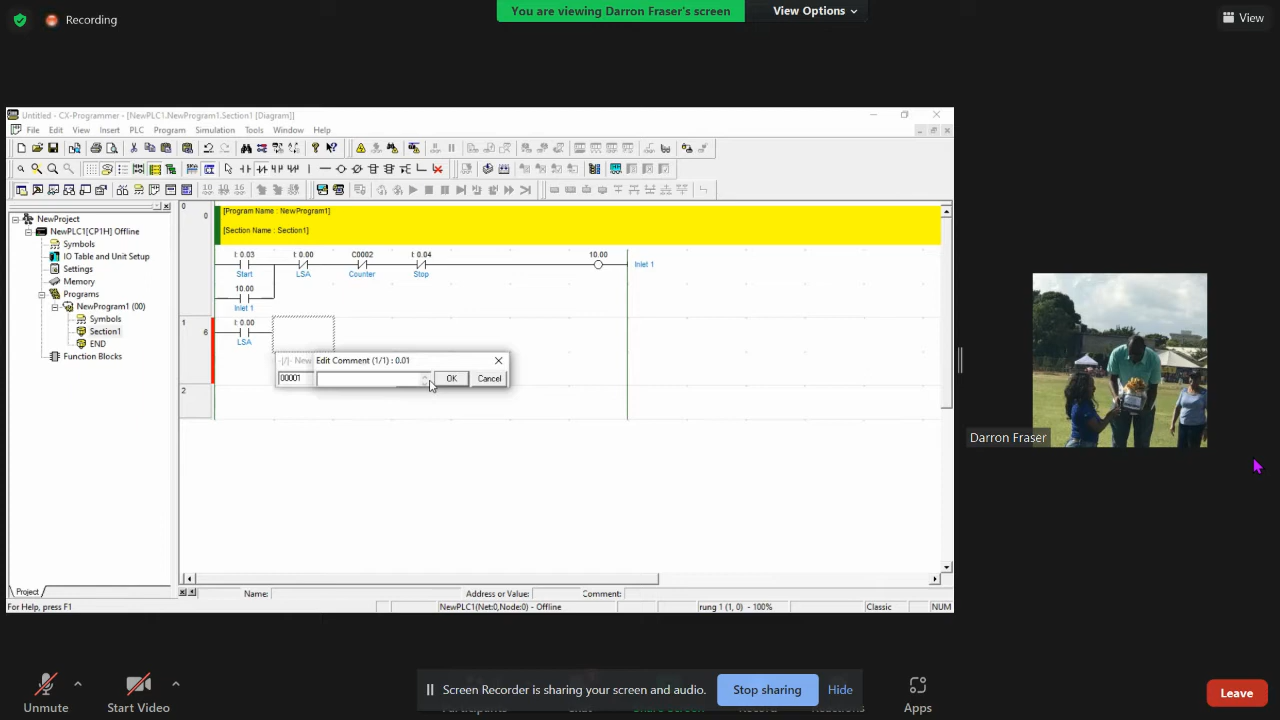 Recording
You are viewing Darron Fraser's screen
View Options
View
Untitled - CX-Programmer - [NewPLC1.NewProgram1.Section1 [Diagram]]
File Edit View Insert PLC Program Simulation Tools Window Help
NewProject
NewPLC1[CP1H] Offline
Symbols
IO Table and Unit Setup
Settings
Memory
Programs
NewProgram1 (00)
Symbols
Section1
END
Function Blocks
Project
0
0
[Program Name : NewProgram1]
[Section Name : Section1]
I: 0.03 I: 0.00 C0002 I: 0.04 10.00
Inlet 1
Start LSA Counter Stop
10.00
Inlet 1
1
6
I: 0.00
LSA
New Edit Comment (1/1) : 0.01
00001 OK Cancel
2
Name: Address or Value: Comment:
For Help, press F1
NewPLC1(Net:0,Node:0) - Offline
rung 1 (1, 0) - 100%
Classic
NUM
Darron Fraser
Unmute
Start Video
Screen Recorder is sharing your screen and audio.
Stop sharing
Hide
Apps
Leave